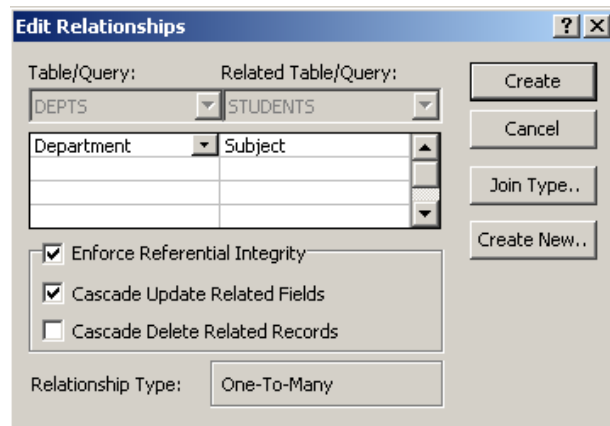 Edit Relationships
Table/Query: Related Table/Query:
DEPTS STUDENTS
Department Subject
Enforce Referential Integrity
Cascade Update Related Fields
Cascade Delete Related Records
Relationship Type: One-To-Many
Create
Cancel
Join Type..
Create New..